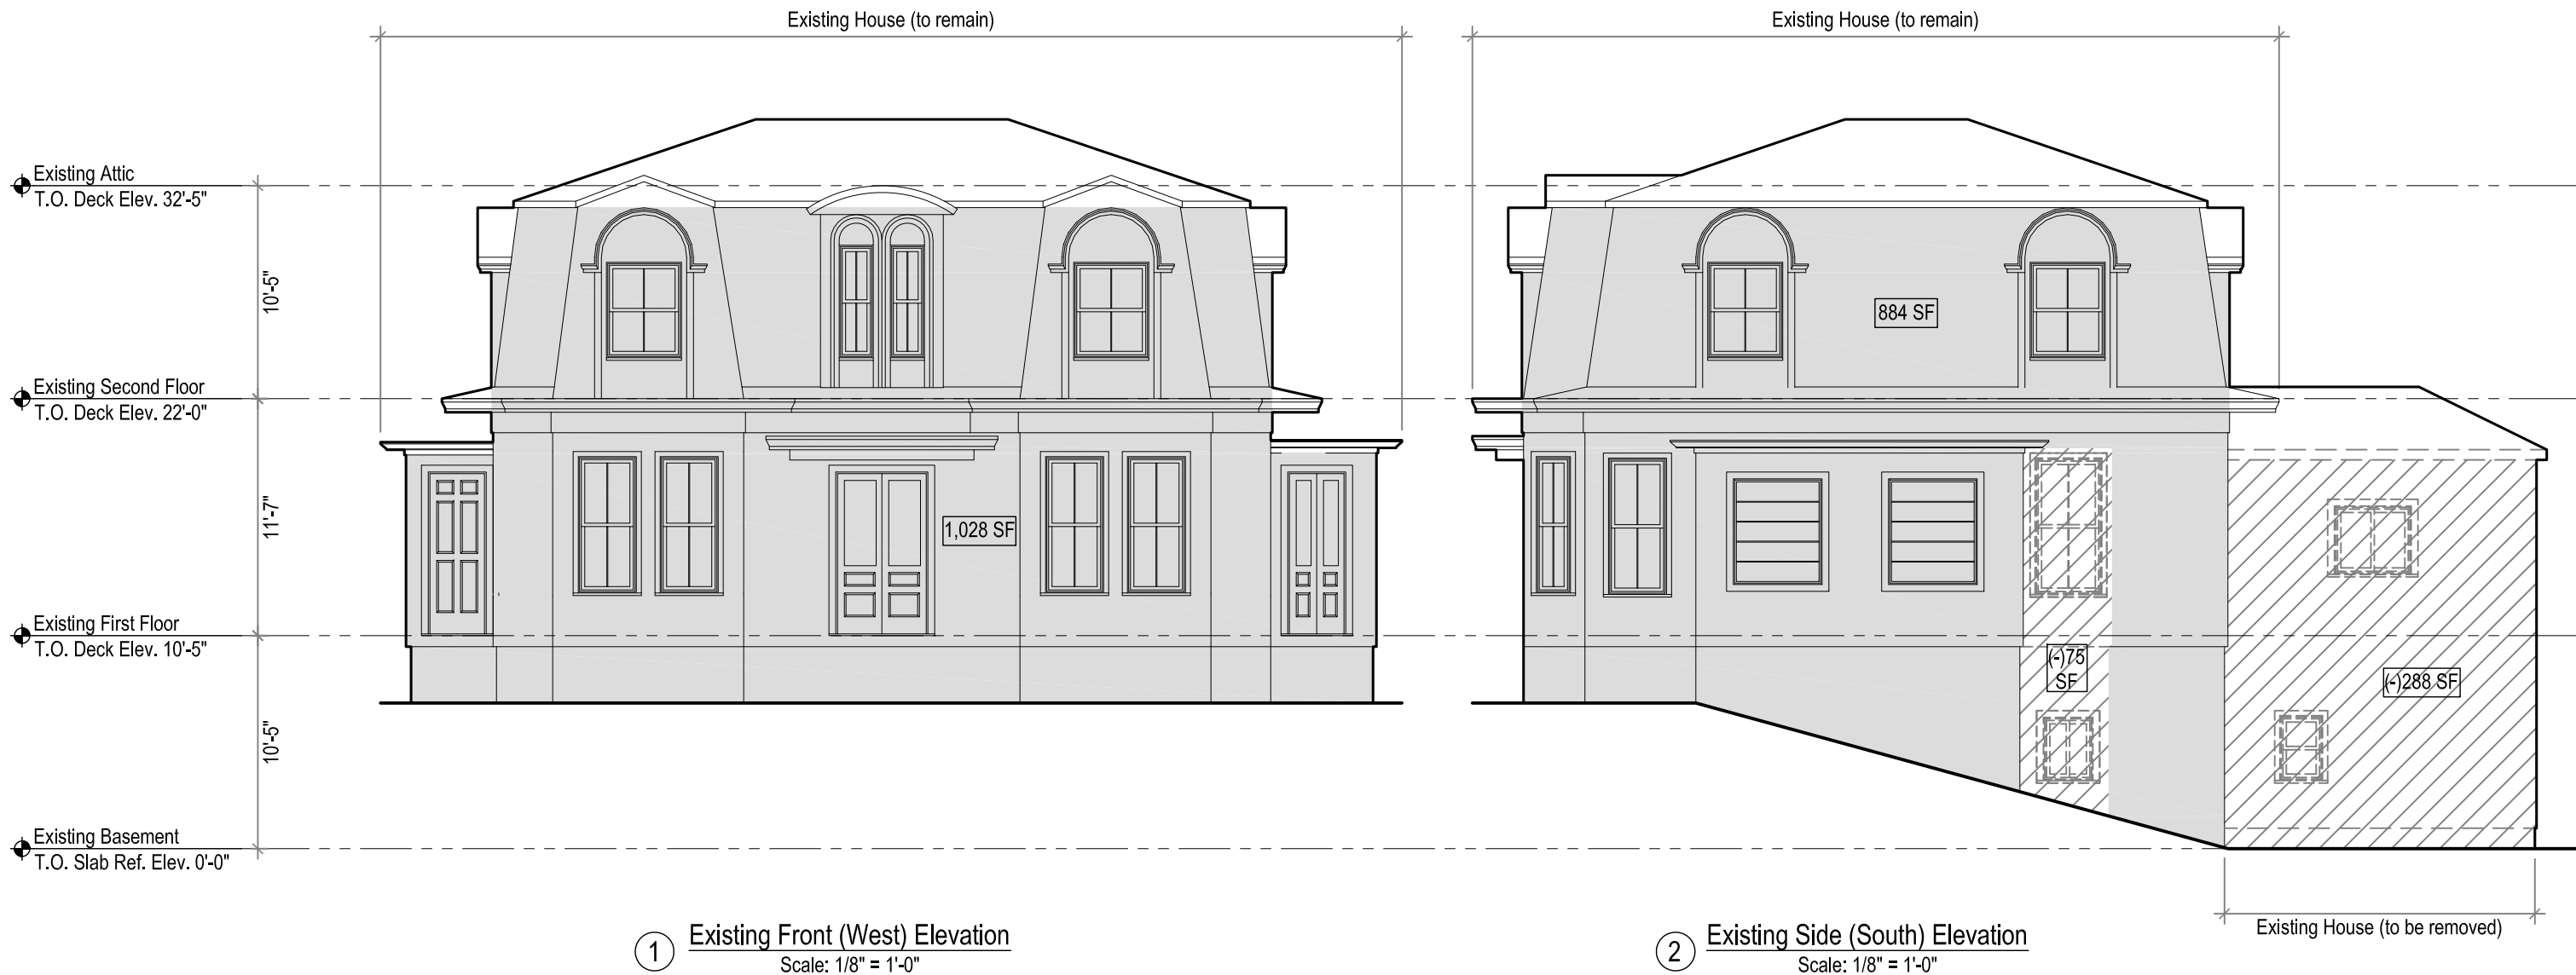 Existing House (to remain)
Existing House (to remain)
Existing Attic
T.O. Deck Elev. 32'-5"
10'-5"
884 SF
Existing Second Floor
T.O. Deck Elev. 22'-0"
11'-7"
1,028 SF
Existing First Floor
T.O. Deck Elev. 10'-5"
(-)75
SF
(-)288 SF
10'-5"
Existing Basement
T.O. Slab Ref. Elev. 0'-0"
Existing House (to be removed)
1
Existing Front (West) Elevation
Scale: 1/8" = 1'-0"
2
Existing Side (South) Elevation
Scale: 1/8" = 1'-0"